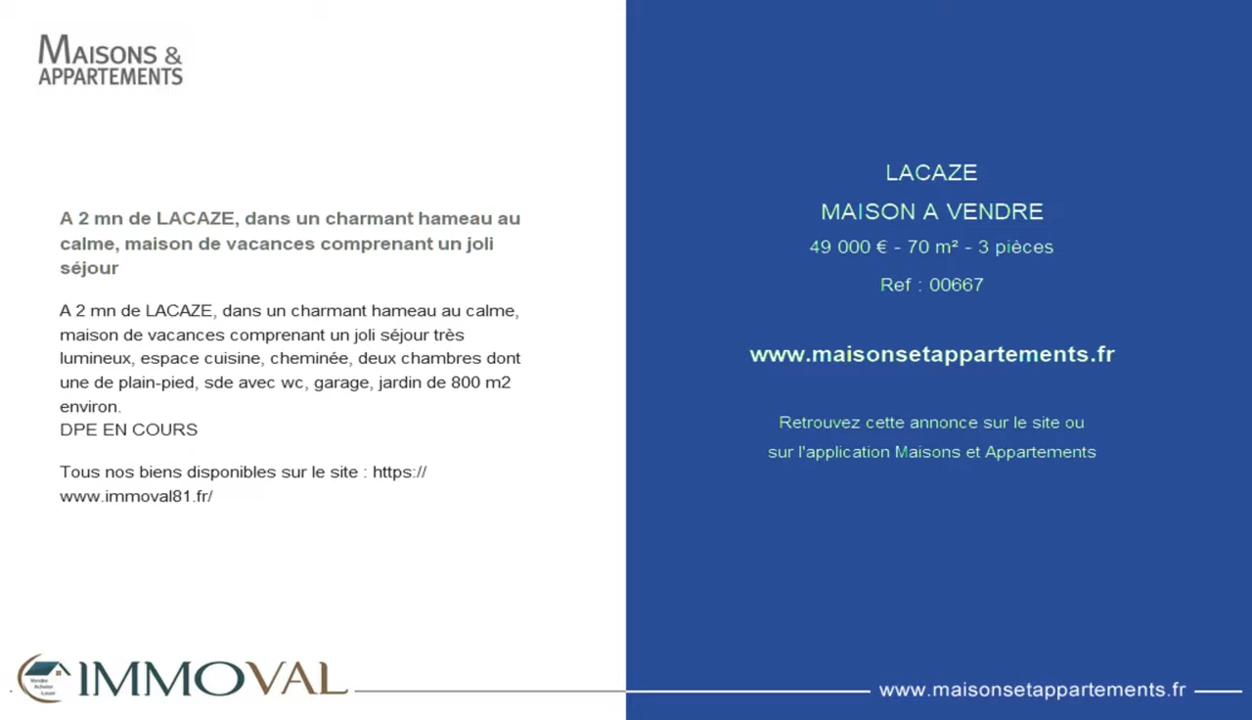 MAISONS &
APPARTEMENTS
A 2 mn de LACAZE, dans un charmant hameau au
calme, maison de vacances comprenant un joli
séjour
A 2 mn de LACAZE, dans un charmant hameau au calme,
maison de vacances comprenant un joli séjour très
lumineux, espace cuisine, cheminée, deux chambres dont
une de plain-pied, sde avec wc, garage, jardin de 800 m2
environ.
DPE EN COURS
Tous nos biens disponibles sur le site : https://
www.immoval81.fr/
Vendre
Acheter
Louer
IMMOVAL
LACAZE
MAISON A VENDRE
49 000 € - 70 m² - 3 pièces
Ref : 00667
www.maisonsetappartements.fr
Retrouvez cette annonce sur le site ou
sur l'application Maisons et Appartements
www.maisonsetappartements.fr